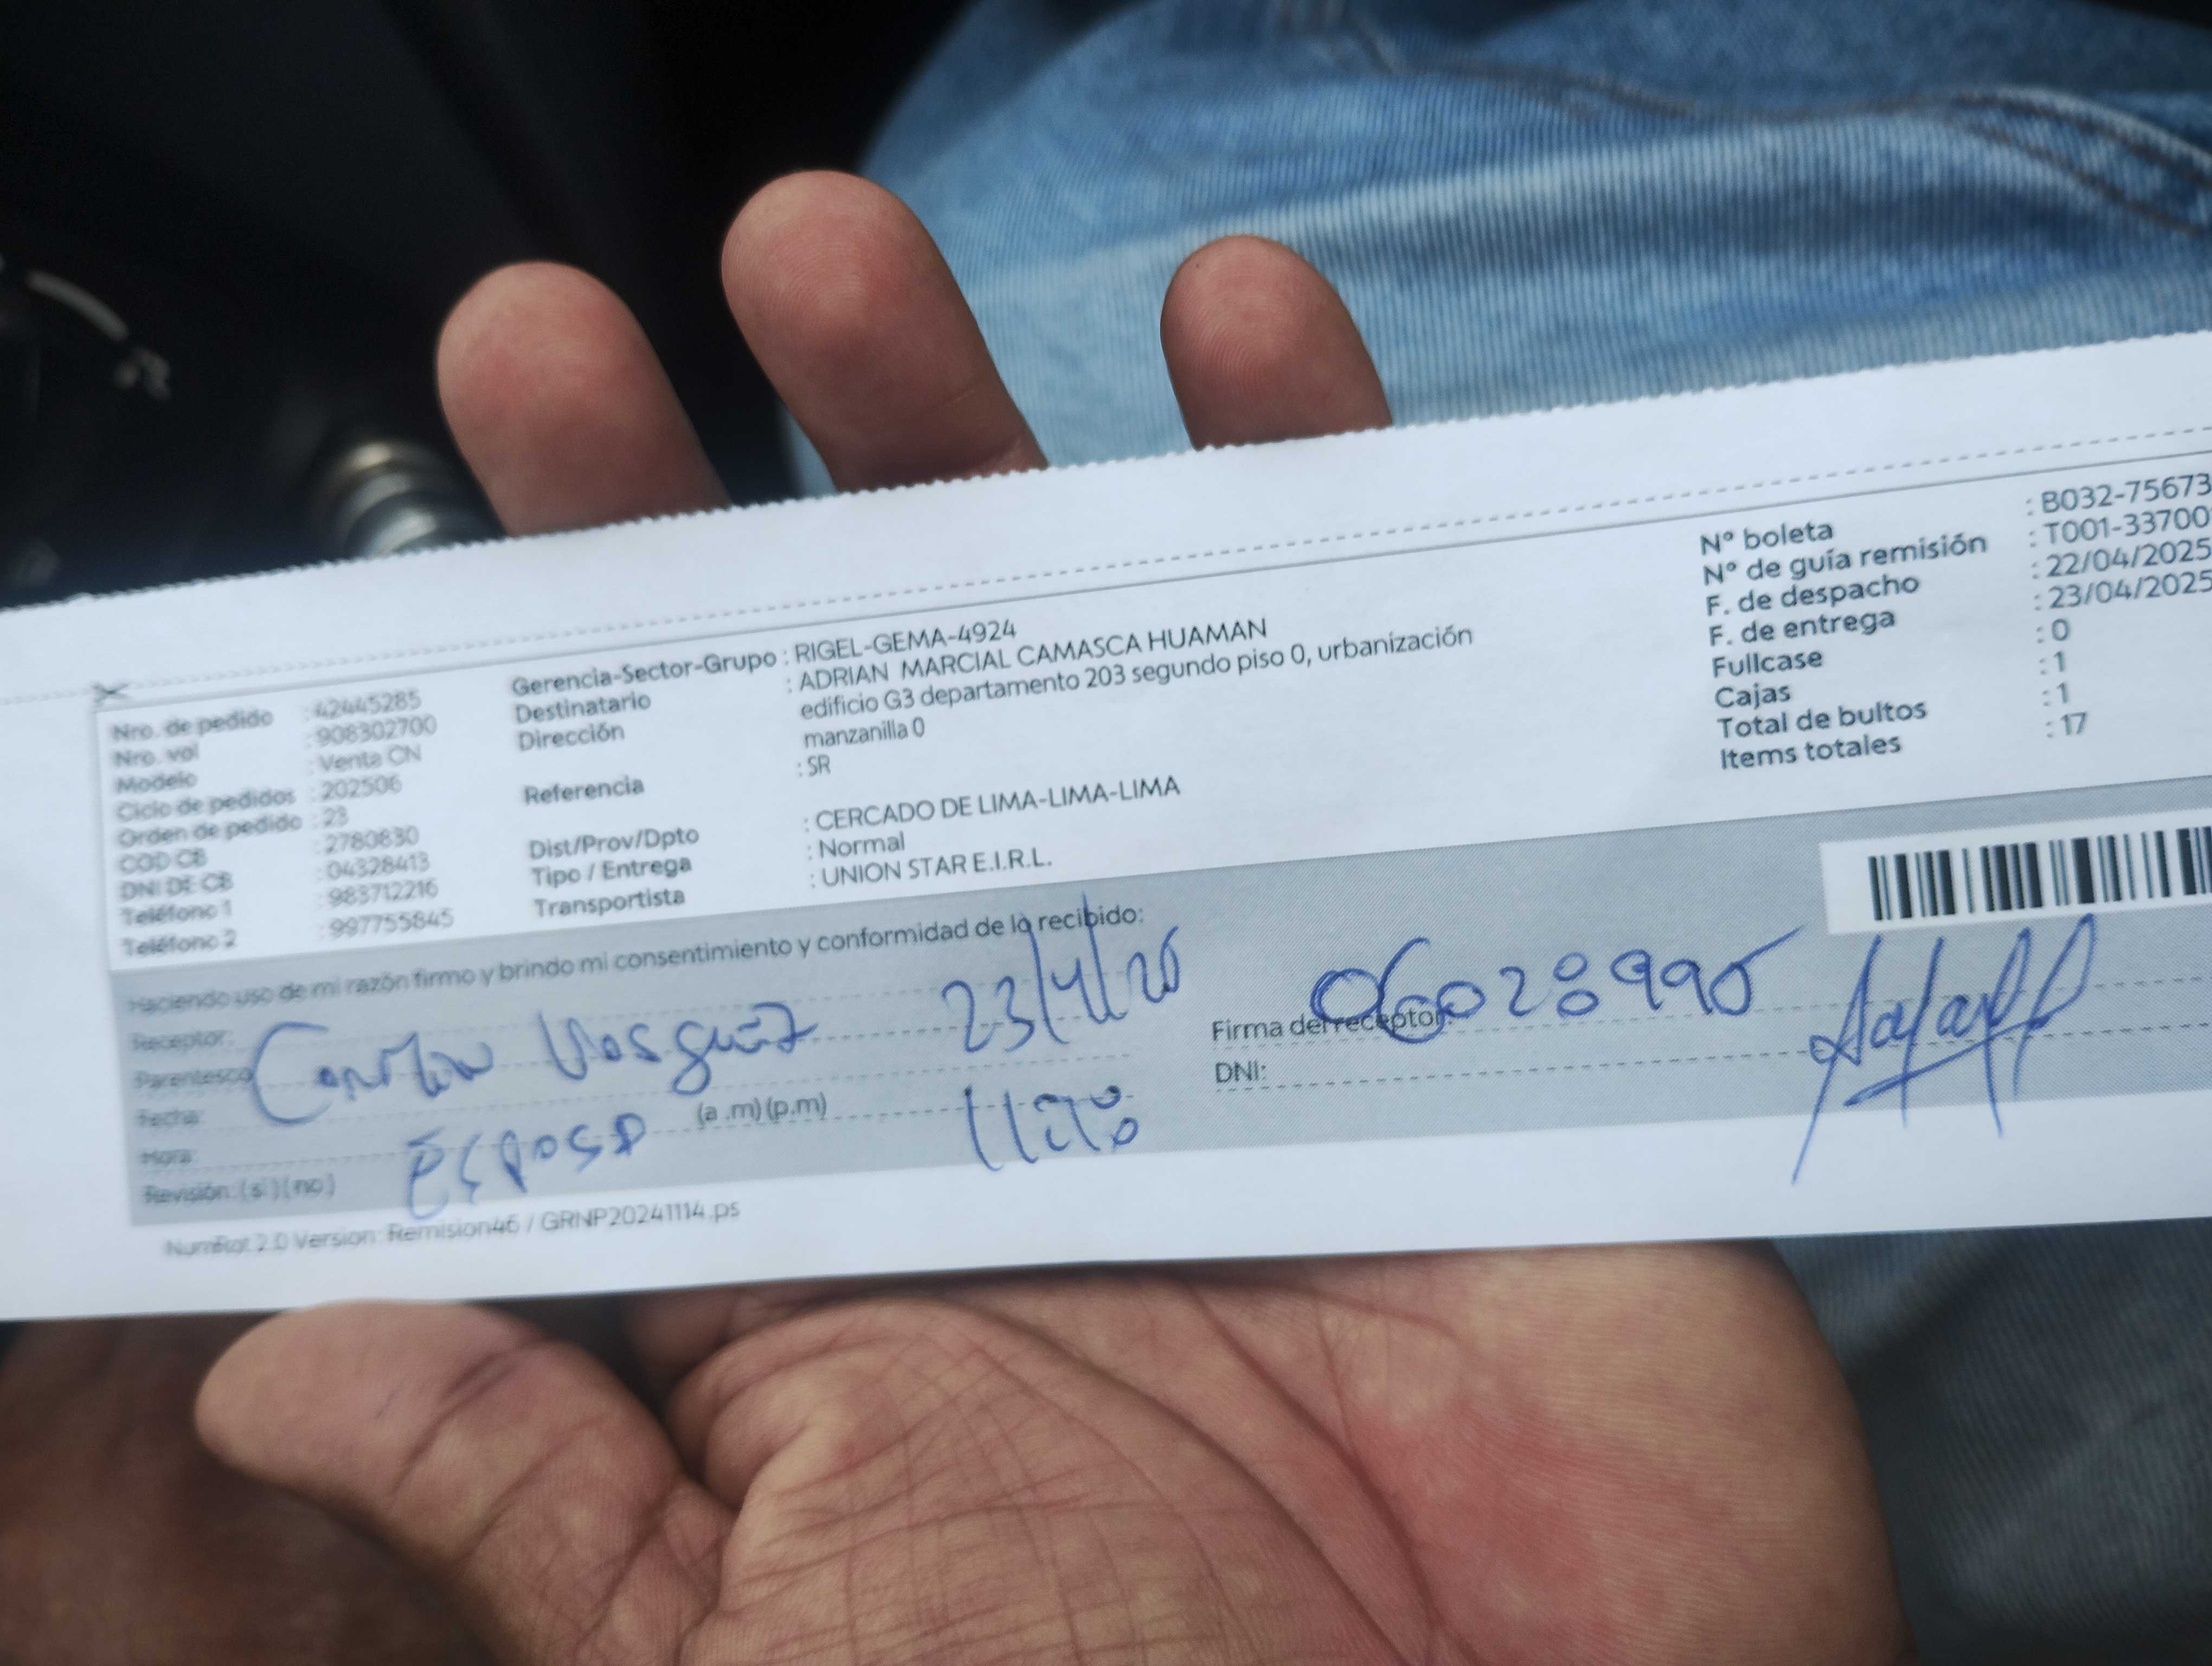 Nro. de pedido : 42445285
Nro. vol : 908302700
Modelo : Venta CN
Ciclo de pedidos : 202506
Orden de pedido : 23
COD CB : 2780830
DNI DE CB : 04328413
Teléfono 1 : 983712216
Teléfono 2 : 997755845
Gerencia-Sector-Grupo : RIGEL-GEMA-4924
Destinatario : ADRIAN MARCIAL CAMASCA HUAMAN
Dirección edificio G3 departamento 203 segundo piso 0, urbanización
manzanilla 0
Referencia : SR
Dist/Prov/Dpto : CERCADO DE LIMA-LIMA-LIMA
Tipo / Entrega : Normal
Transportista : UNION STAR E.I.R.L.
N° boleta : B032-75673
N° de guía remisión : T001-33700
F. de despacho : 22/04/2025
F. de entrega : 23/04/2025
Fullcase : 0
Cajas : 1
Total de bultos : 1
Items totales : 17
Haciendo uso de mi razón firmo y brindo mi consentimiento y conformidad de lo recibido:
Receptor:
Parentesco
Fecha:
Hora: (a .m) (p.m)
Revisión: ( si ) ( no )
23/4/25
Firma del receptor:
06028995
DNI:
NumRot 2.0 Version: Remision46 / GRNP20241114.ps